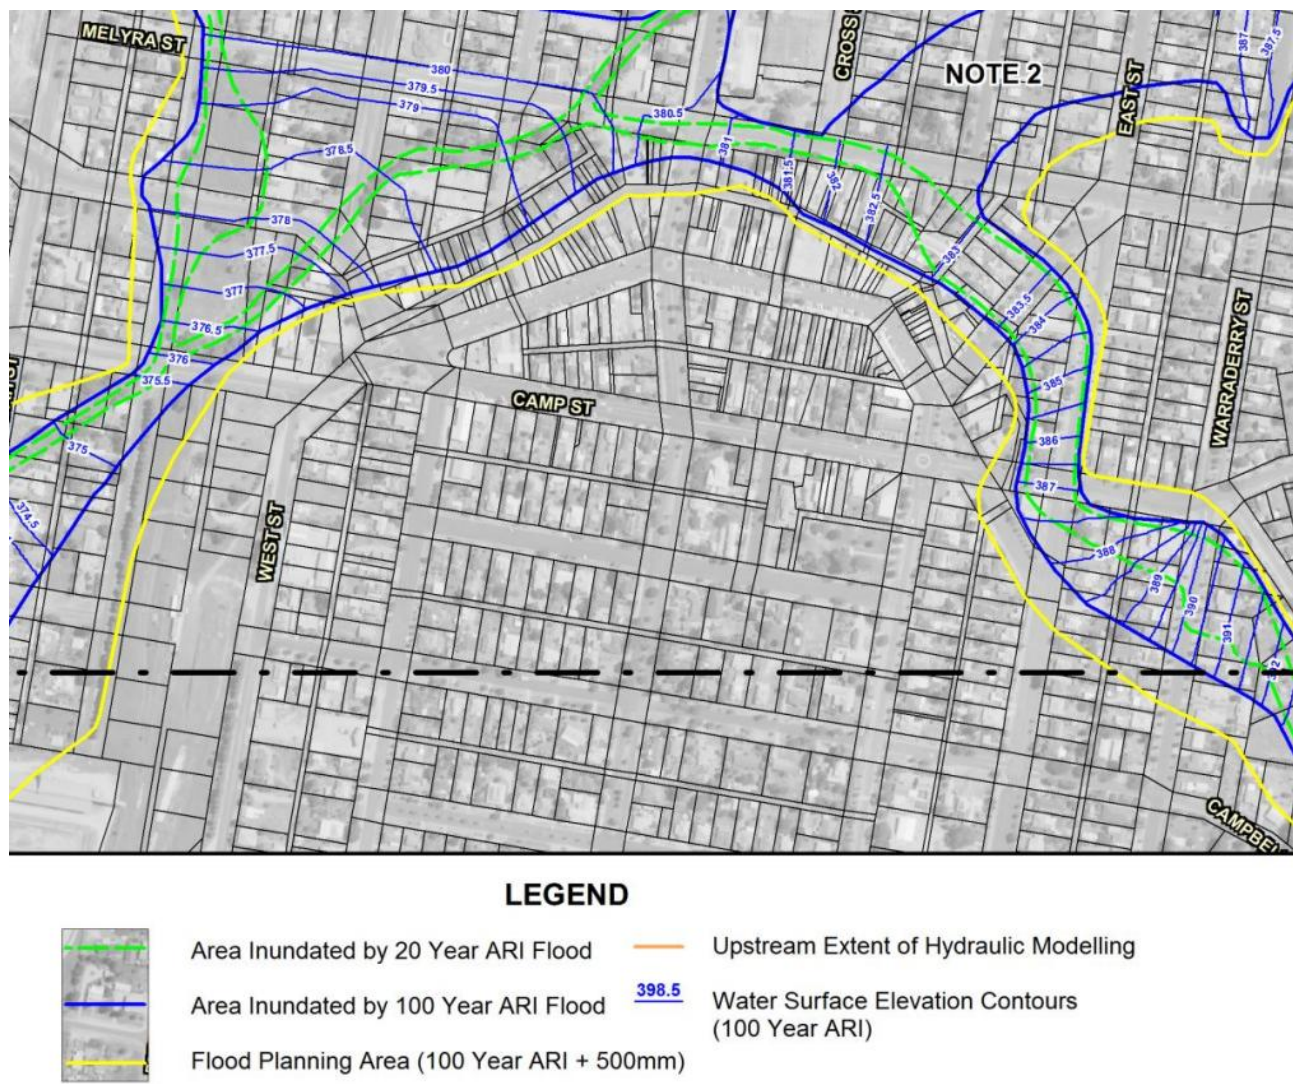 MELYRA ST
CROSS
NOTE 2
EAST ST
387
387.5
380
379.5
379
380.5
381
378.5
381.5
382
382.5
378
377.5
383
377
376.5
383.5
384
376
375.5
385
WARRADERRY ST
CAMP ST
386
375
387
374.5
WEST ST
388
389
390
391
392
CAMPBEL
LEGEND
Area Inundated by 20 Year ARI Flood
Upstream Extent of Hydraulic Modelling
Area Inundated by 100 Year ARI Flood
398.5
Water Surface Elevation Contours
(100 Year ARI)
Flood Planning Area (100 Year ARI + 500mm)